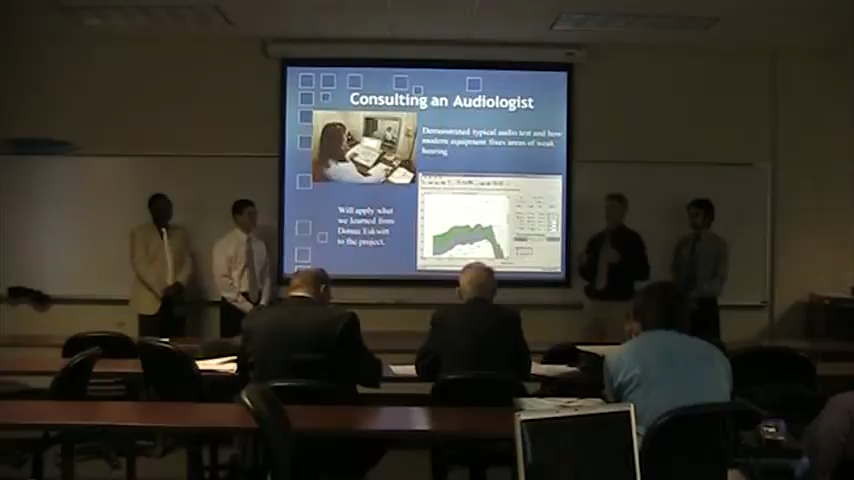 Consulting an Audiologist
Demonstrated typical audio test and how
modern equipment fixes areas of weak
hearing
Will apply what
we learned from
Donna
to the project.